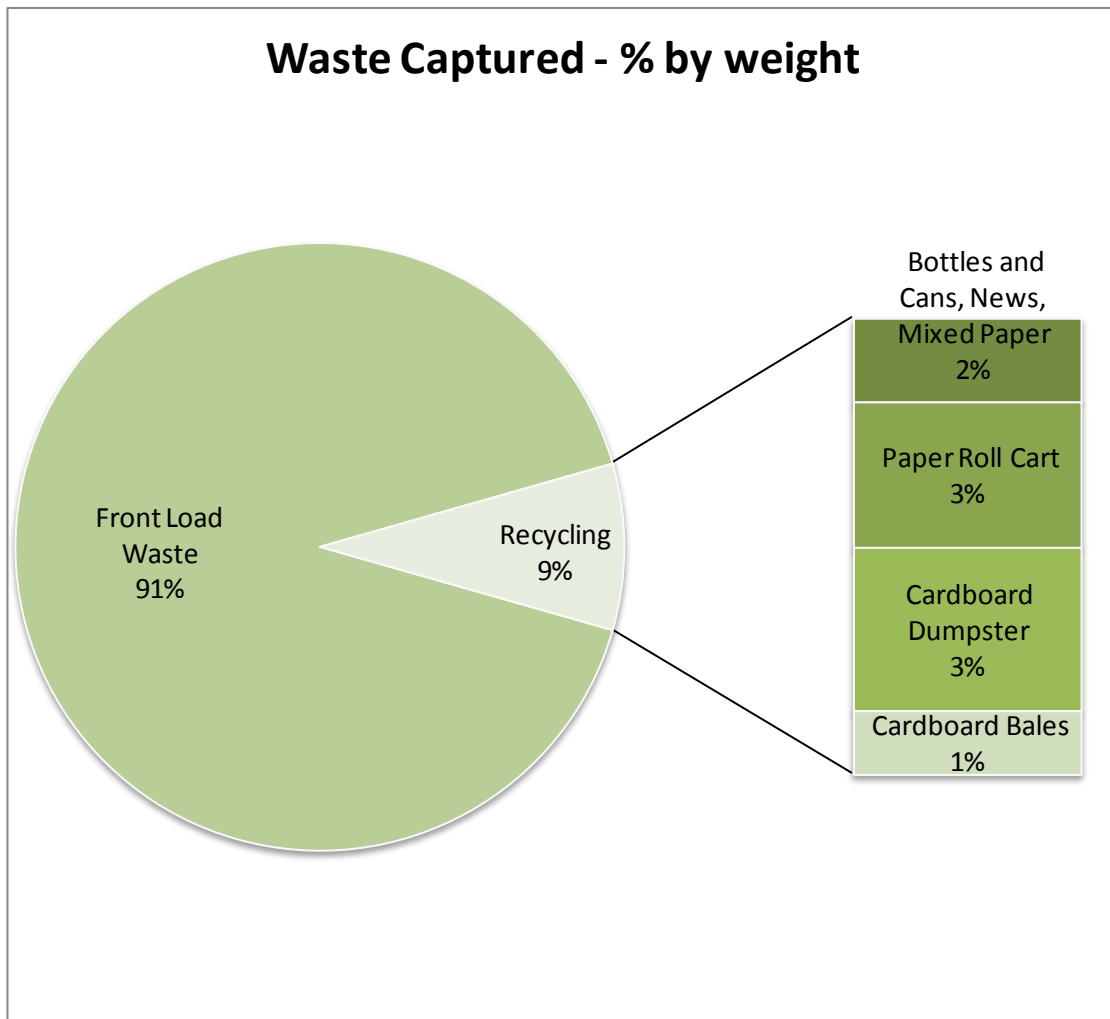 Waste Captured - % by weight
Front Load
Waste
91%
Recycling
9%
Bottles and
Cans, News,
Mixed Paper
2%
Paper Roll Cart
3%
Cardboard
Dumpster
3%
Cardboard Bales
1%